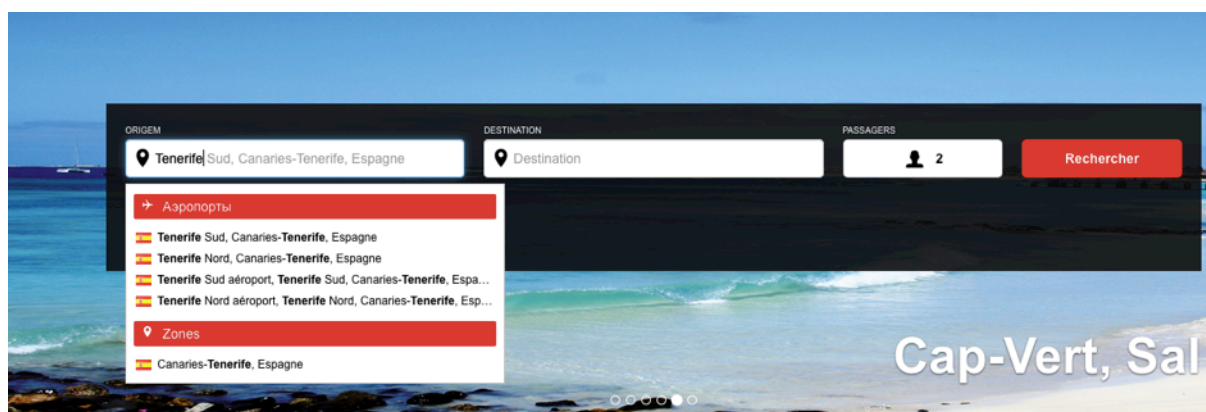 ORIGEM
DESTINATION
PASSAGERS
Tenerife Sud, Canaries-Tenerife, Espagne
Destination
2
Rechercher
Аэропорты
Tenerife Sud, Canaries-Tenerife, Espagne
Tenerife Nord, Canaries-Tenerife, Espagne
Tenerife Sud aéroport, Tenerife Sud, Canaries-Tenerife, Espa...
Tenerife Nord aéroport, Tenerife Nord, Canaries-Tenerife, Esp...
Zones
Canaries-Tenerife, Espagne
Cap-Vert, Sal